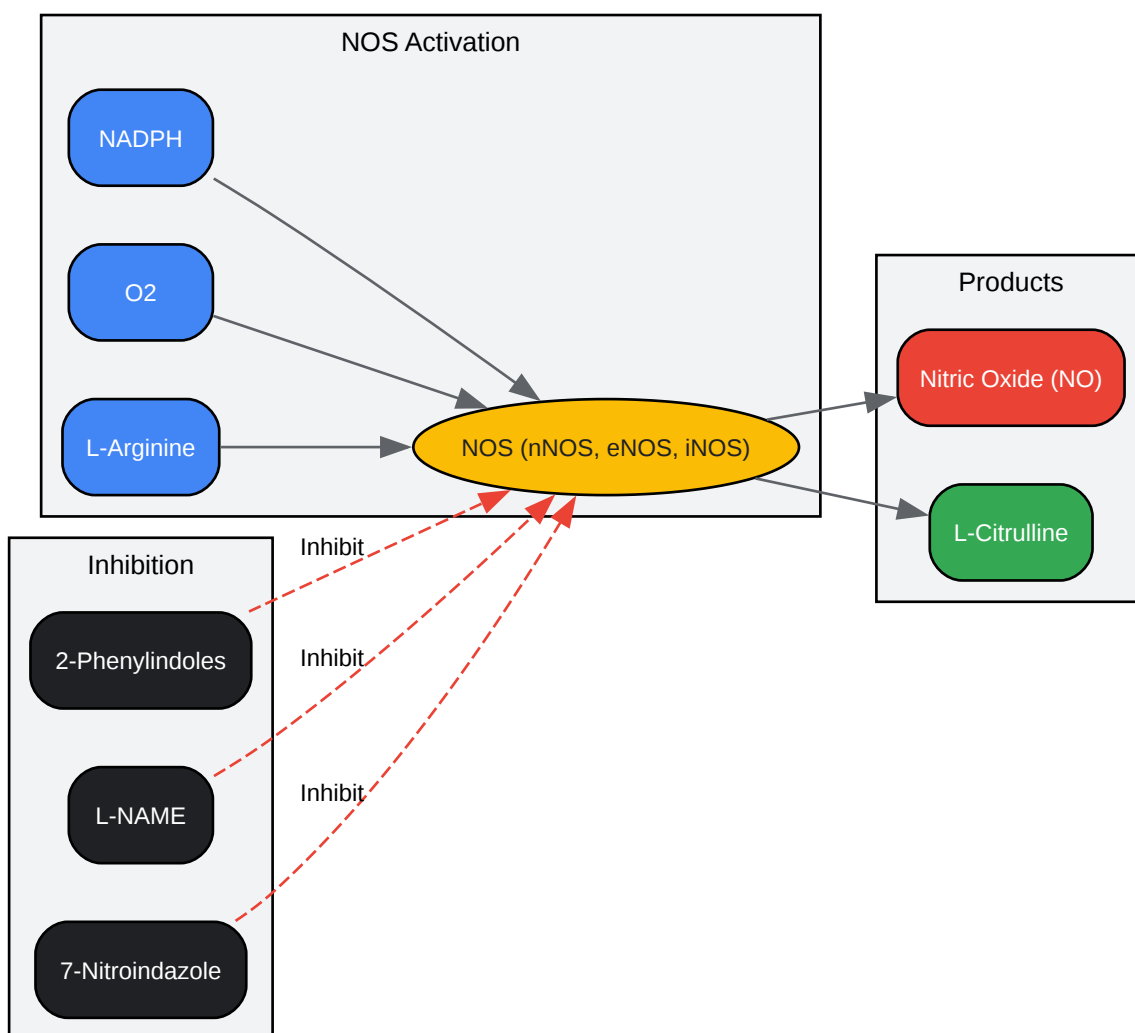 NOS Activation
NADPH
O2
L-Arginine
NOS (nNOS, eNOS, iNOS)
Products
Nitric Oxide (NO)
L-Citrulline
Inhibition
2-Phenylindoles
L-NAME
7-Nitroindazole
Inhibit
Inhibit
Inhibit